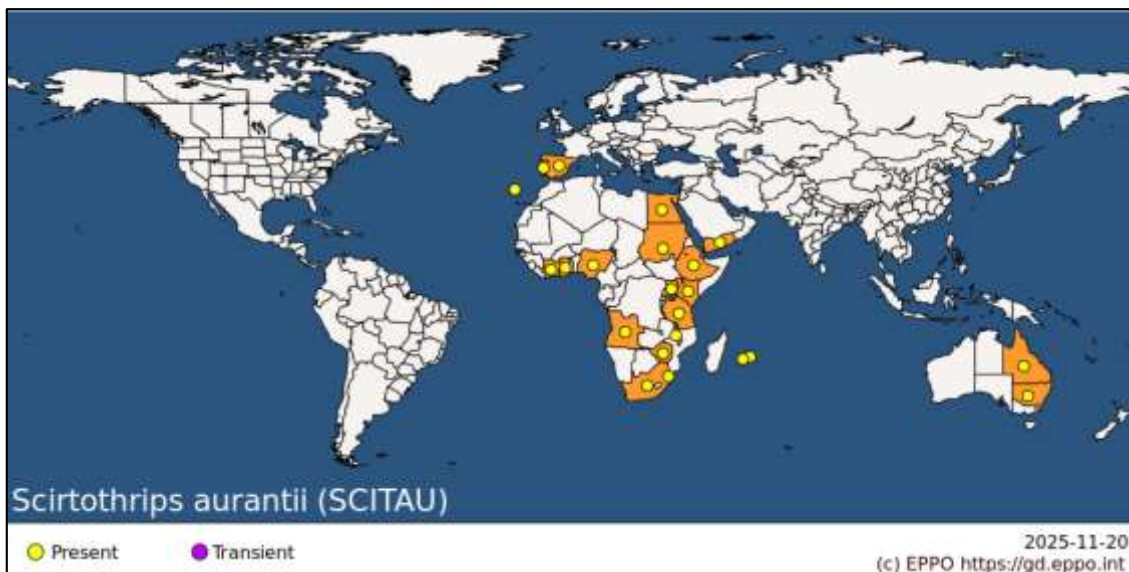 Scirtothrips aurantii (SCITAU)
Present
Transient
2025-11-20
(c) EPPO https://gd.eppo.int